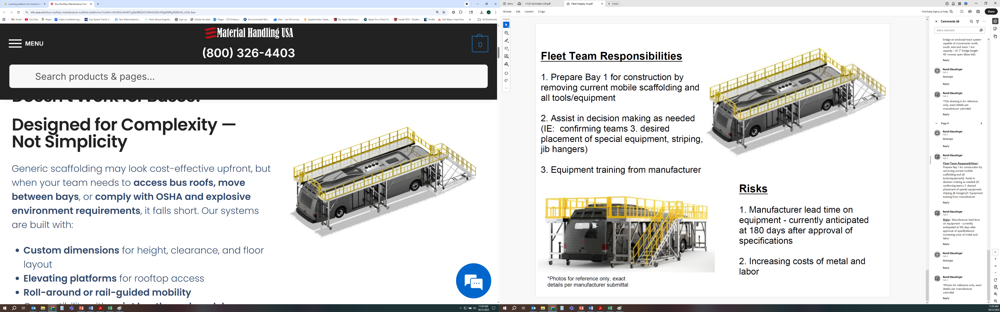 working platform for transit bu
Bus Rooftop Maintenance Scaf
mh-usa.com/bus-rooftop-maintenance-scaffold-platforms/
Gmail
YouTube
Maps
Video Conferencing...
Visa Spend Clarity f...
Text Abbreviations:...
Facts About Eugene...
Sign up
Adobe Acrobat
Pages - LTD Enterpri...
Environmental Revi...
Mail - Joe McCorma...
Speechnotes | Spee...
My Apps Dashboar...
Apply for a Direct P...
Inside SOU – Studen...
Kindle
Get Maps | topoView
All Bookmarks
MENU
Material Handling USA
(800) 326-4403
0
Search products & pages...
Doesn't Work for Buses:
Designed for Complexity —
Not Simplicity
Generic scaffolding may look cost-effective upfront, but
when your team needs to access bus roofs, move
between bays, or comply with OSHA and explosive
environment requirements, it falls short. Our systems
are built with:
• Custom dimensions for height, clearance, and floor
layout
• Elevating platforms for rooftop access
• Roll-around or rail-guided mobility
11:29 AM
10/31/2025
Menu
FY27-36 Prelim CIP.pdf
Fleet Display V2.pdf
Create
All tools
Edit
Convert
E-Sign
Find tools, topics, or help
Share
Fleet Team Responsibilities
1. Prepare Bay 1 for construction by
removing current mobile scaffolding and
all tools/equipment
2. Assist in decision making as needed
(IE:  confirming teams 3. desired
placement of special equipment, striping,
jib hangers)
3. Equipment training from manufacturer
Risks
1. Manufacturer lead time on
equipment - currently anticipated
at 180 days after approval of
specifications
2. Increasing costs of metal and
labor
*Photos for reference only, exact
details per manufacturer submittal
Comments 38
Add a comment
bridge on enclosed track system
capable of movements north,
south, east and west• 1 ton
capacity • 16'-7" bridge length•
48' runway span (Base bid)
Reply
Randi Staudinger
Feb 5
Rectangle
Reply
Randi Staudinger
Feb 5
*This drawing is for reference
only, exact details per
manufacturer submittal
Reply
Page 9
5
Randi Staudinger
Feb 5
Rectangle
Reply
Randi Staudinger
Feb 5
Fleet Team Responsibilities1.
Prepare Bay 1 for construction by
removing current mobile
scaffolding and all
tools/equipment2. Assist in
decision making as needed (IE:
confirming teams 3. desired
placement of special equipment,
striping, jib hangers)3. Equipment
training from manufacturer
Reply
Randi Staudinger
Feb 5
Risks1. Manufacturer lead time
on equipment - currently
anticipated at 180 days after
approval of specifications2.
Increasing costs of metal and
labor
Reply
Randi Staudinger
Feb 5
Rectangle
Reply
Randi Staudinger
Feb 5
*Photos for reference only, exact
details per manufacturer
submittal
Reply
9
9
11:29 AM
10/31/2025